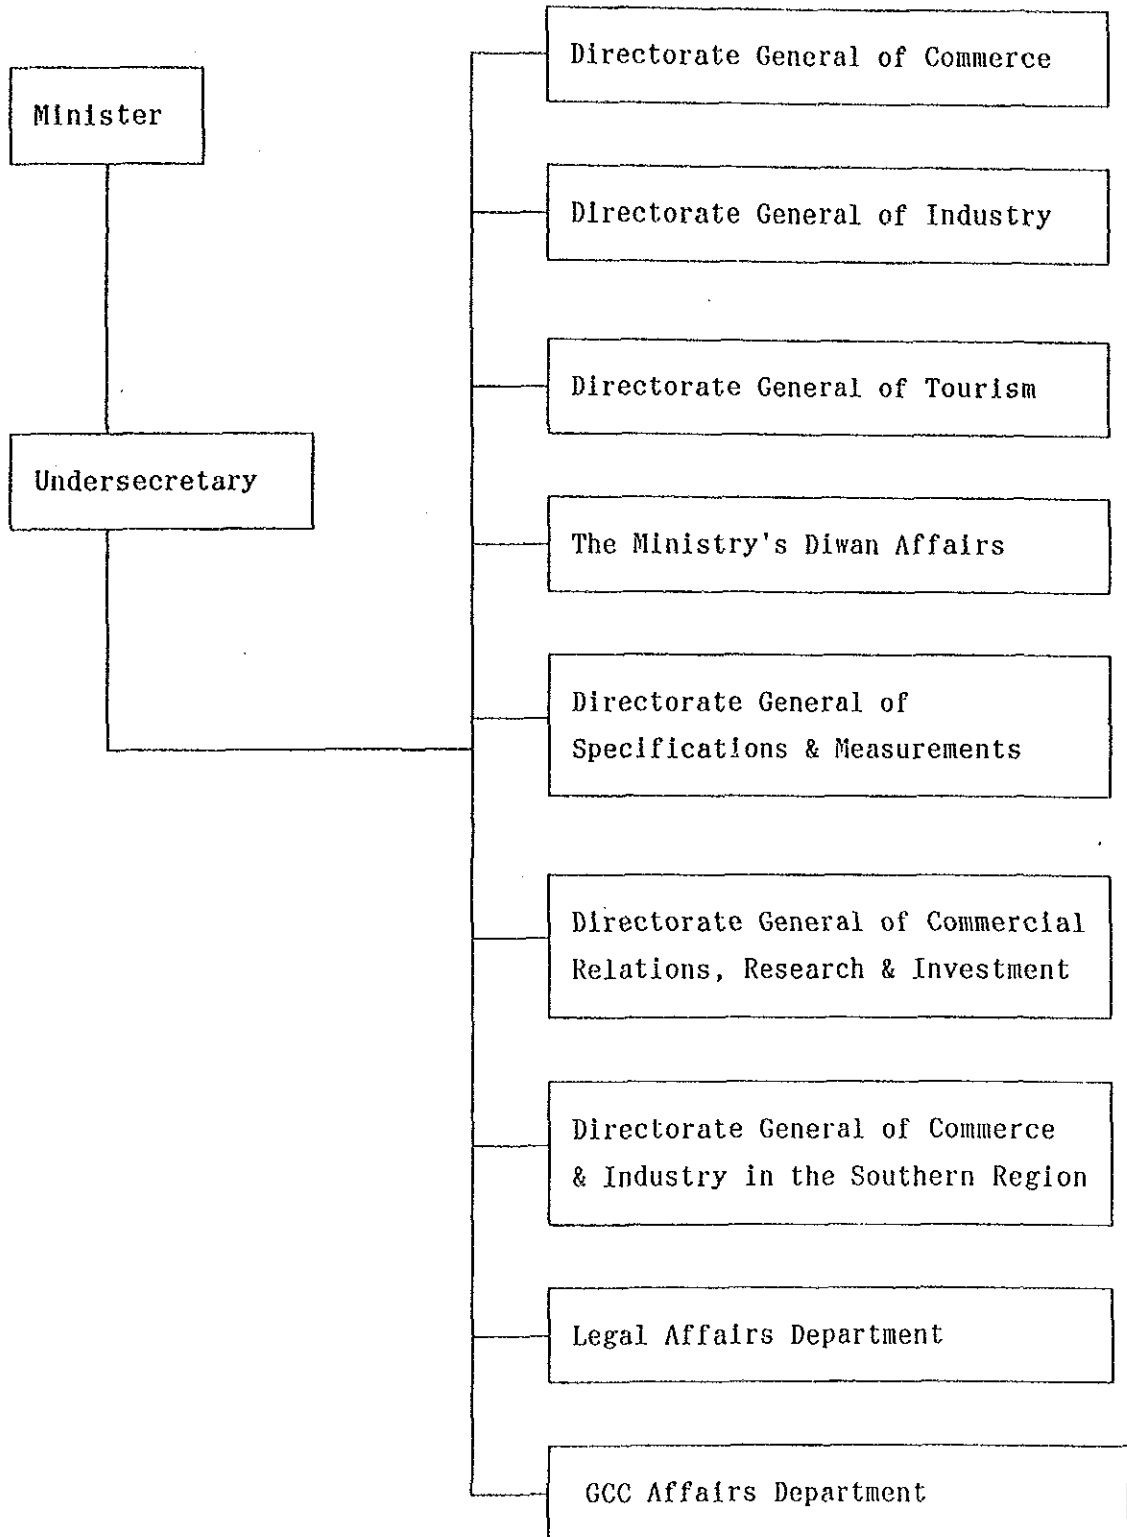 Minister
Undersecretary
Directorate General of Commerce
Directorate General of Industry
Directorate General of Tourism
The Ministry's Diwan Affairs
Directorate General of
Specifications & Measurements
Directorate General of Commercial
Relations, Research & Investment
Directorate General of Commerce
& Industry in the Southern Region
Legal Affairs Department
GCC Affairs Department